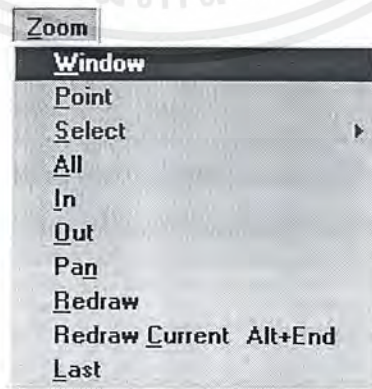 Zoom
Window
Point
Select
All
In
Out
Pan
Redraw
Redraw Current Alt+End
Last